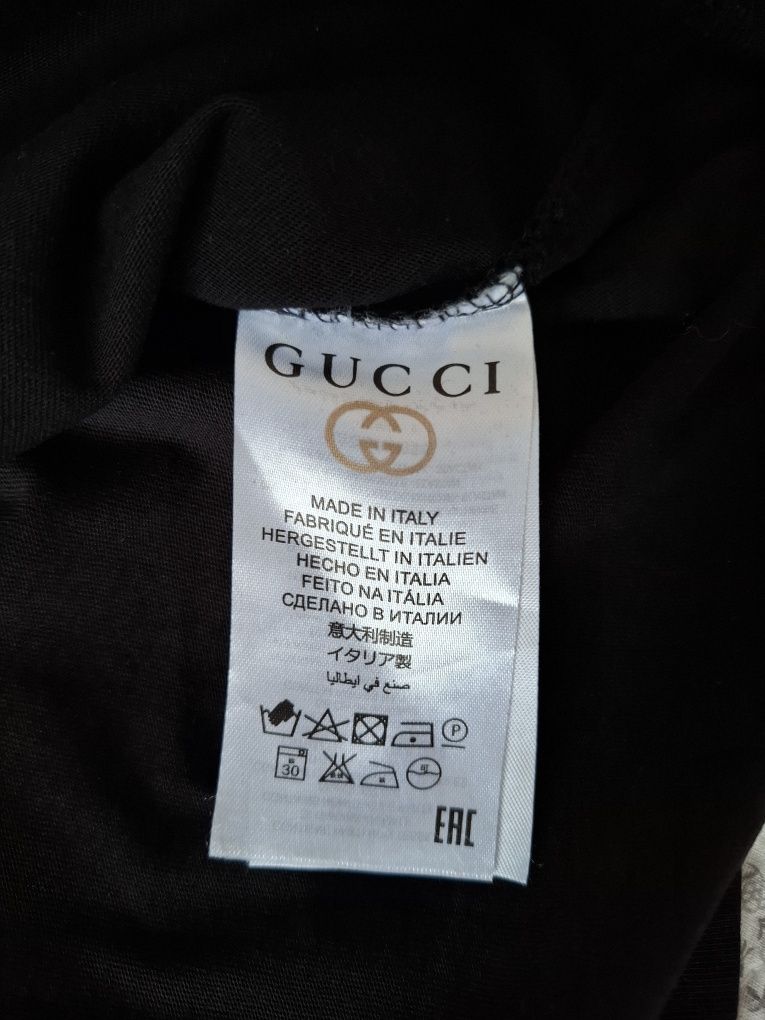 GUCCI
MADE IN ITALY
FABRIQUÉ EN ITALIE
HERGESTELLT IN ITALIEN
HECHO EN ITALIA
FEITO NA ITÁLIA
СДЕЛАНО В ИТАЛИИ
意大利制造
イタリア製
صنع في ايطاليا
P
30
EAC